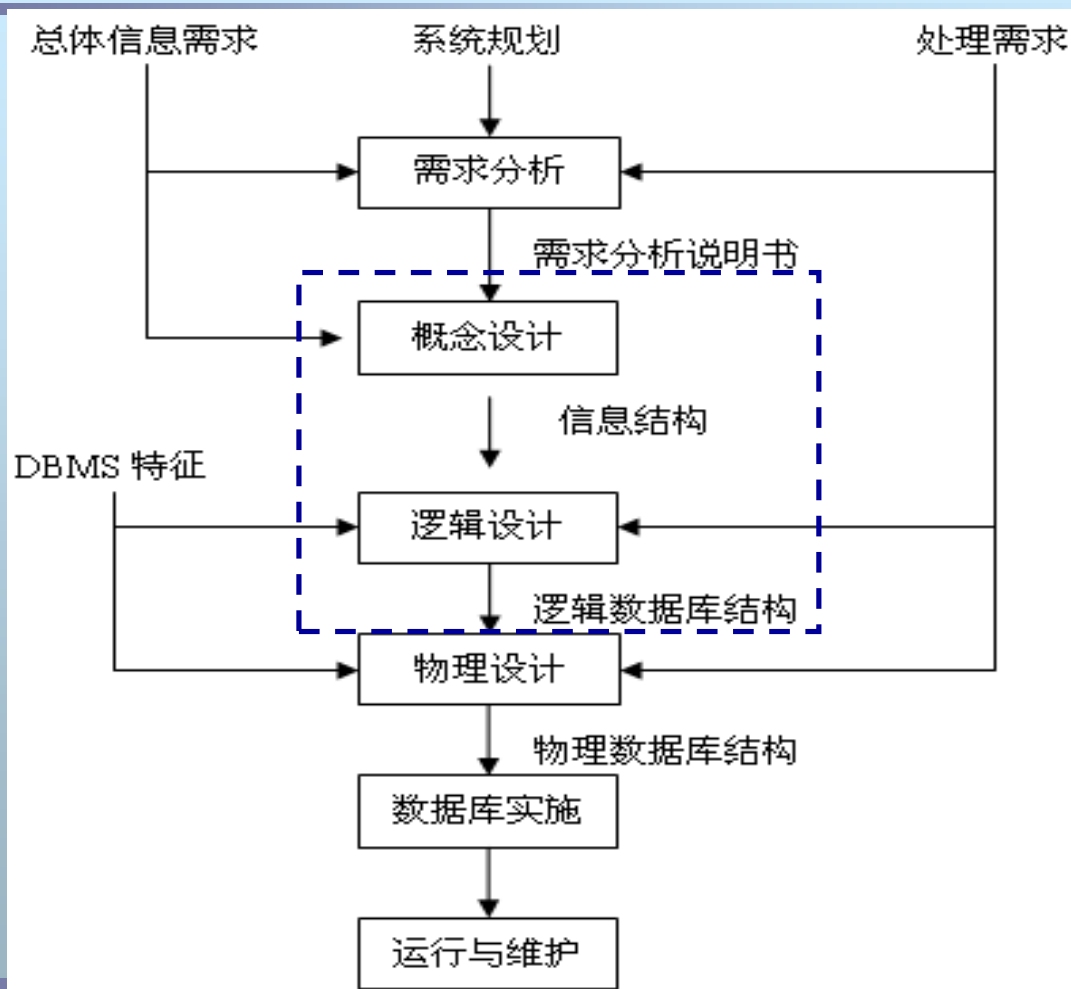 总体信息需求
系统规划
处理需求
需求分析
需求分析说明书
概念设计
信息结构
DBMS 特征
逻辑设计
逻辑数据库结构
物理设计
物理数据库结构
数据库实施
运行与维护